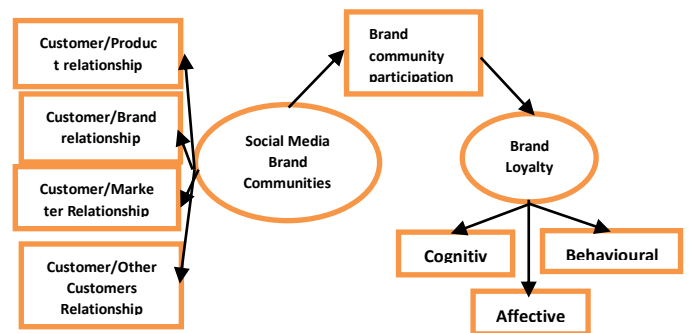 Customer/Produc
t relationship
Customer/Brand
relationship
Customer/Marke
ter Relationship
Customer/Other
Customers
Relationship
Social Media
Brand
Communities
Brand
community
participation
Brand
Loyalty
Cognitiv
Behavioural
Affective